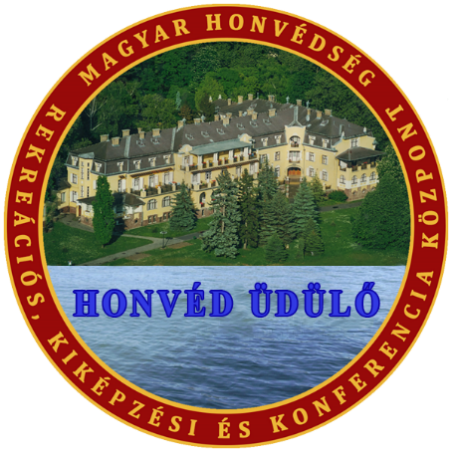 MAGYAR HONVÉDSÉG
REKREÁCIÓS, KIKÉPZÉSI ÉS KONFERENCIA KÖZPONT
HONVÉD ÜDÜLŐ